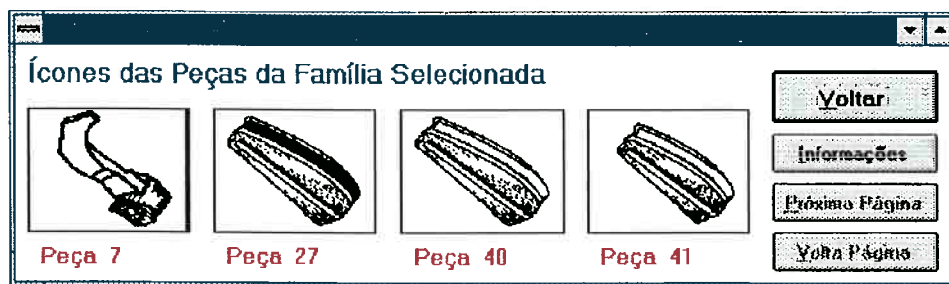 Ícones das Peças da Família Selecionada
Voltar
Informações
Próxima Página
Volta Página
Peça 7
Peça 27
Peça 40
Peça 41